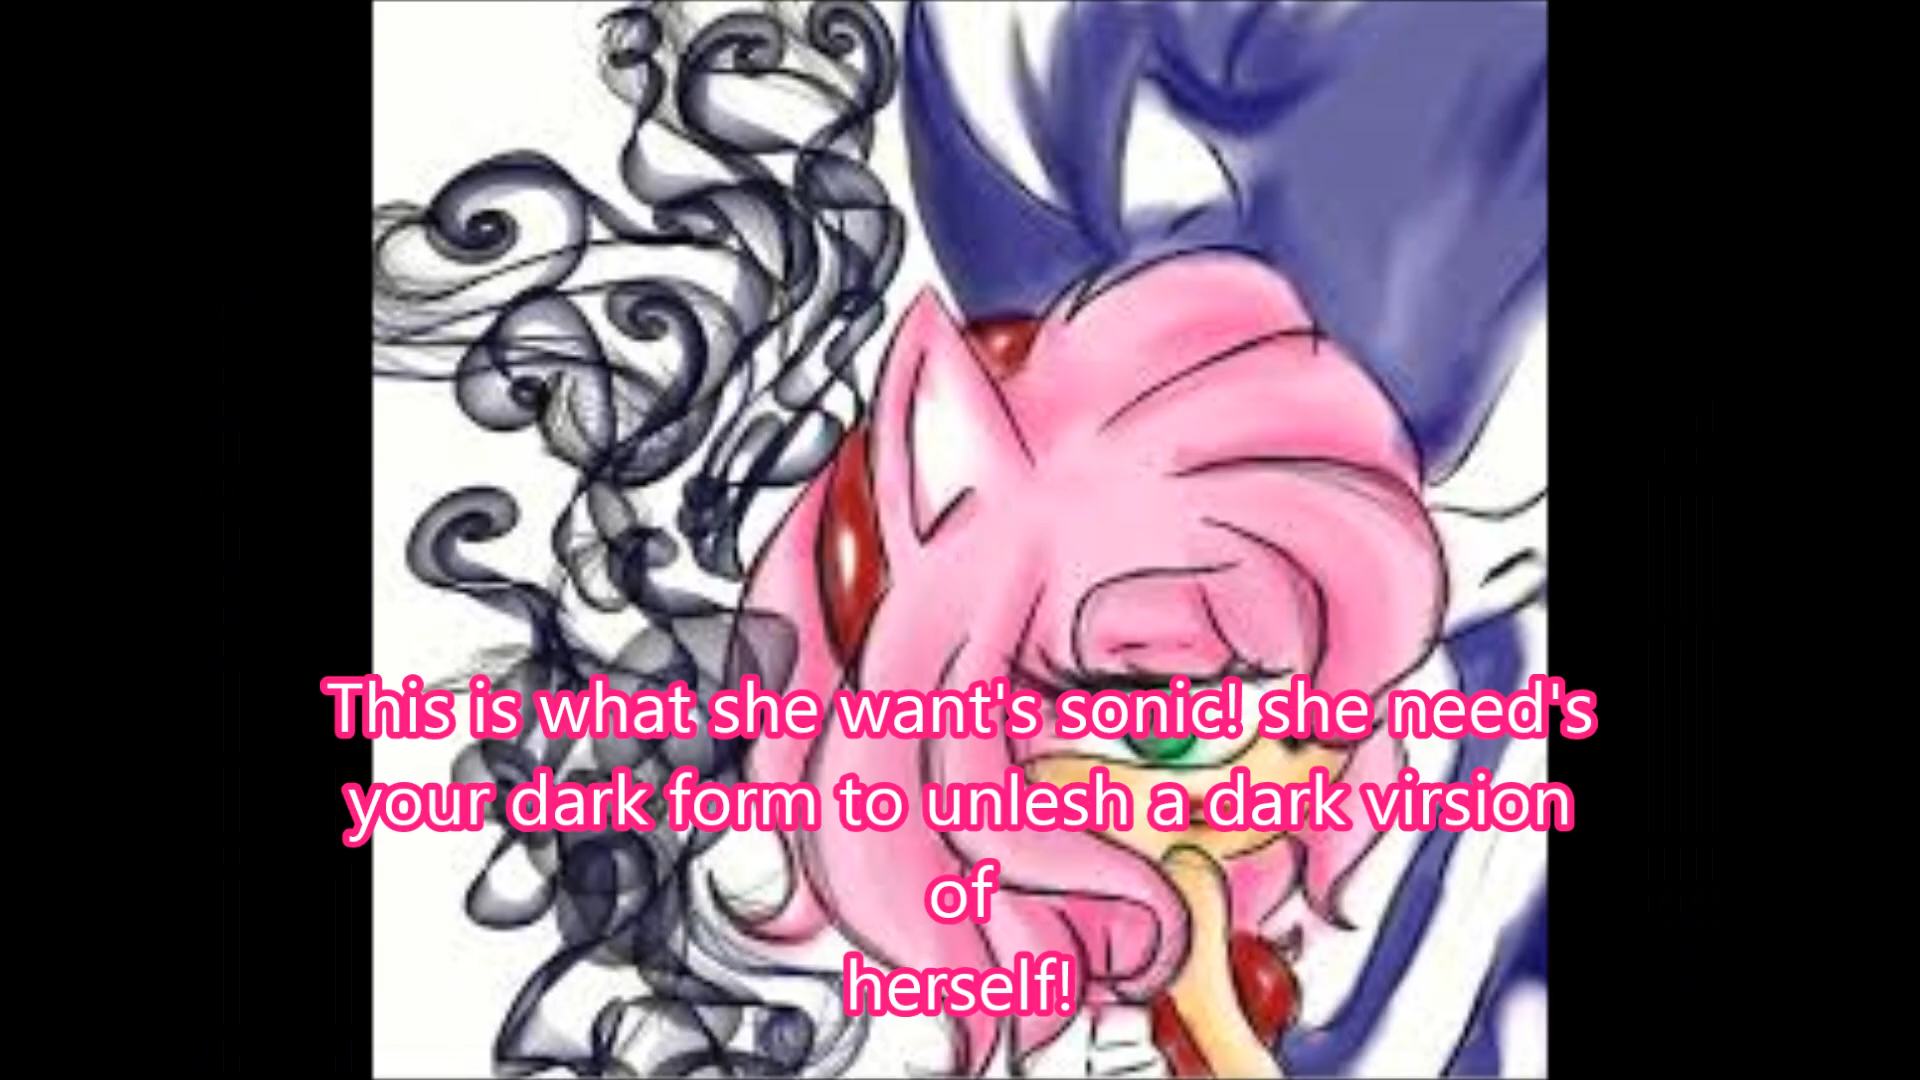 This is what she want's sonic! she need's
your dark form to unlesh a dark virsion
of
herself!